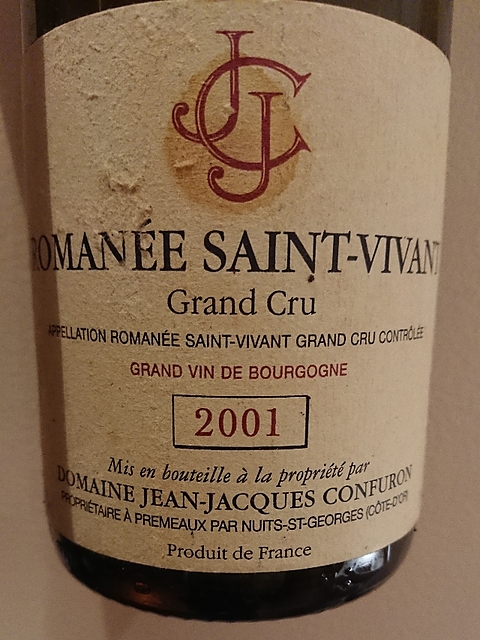 JJC
ROMANÉE SAINT-VIVANT
Grand Cru
APPELLATION ROMANÉE SAINT-VIVANT GRAND CRU CONTRÔLÉE
GRAND VIN DE BOURGOGNE
2001
Mis en bouteille à la propriété par
DOMAINE JEAN-JACQUES CONFURON
PROPRIÉTAIRE À PREMEAUX PAR NUITS-ST-GEORGES (CÔTE-D'OR)
Produit de France